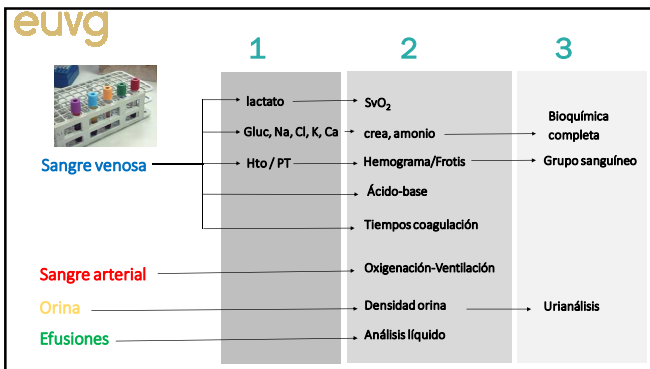 euvg
1 2 3
lactato SvO₂
Gluc, Na, Cl, K, Ca crea, amonio Bioquímica
completa
Sangre venosa Hto / PT Hemograma/Frotis Grupo sanguíneo
Ácido-base
Tiempos coagulación
Sangre arterial Oxigenación-Ventilación
Orina Densidad orina Urianálisis
Efusiones Análisis líquido